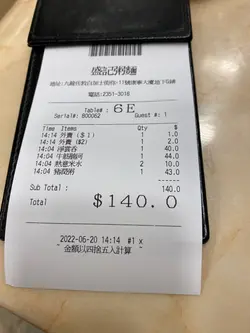 盛記粥麵
電話:2351-3018
Table# : 6E
Serial#: 800062 Guest #: 1
Time Items Qty $
14:14 外賣 ($1) 1 1.0
14:14 外賣 ($2) 1 2.0
14:04 淨雲吞 1 40.0
14:04 牛筋腩河 1 44.0
14:04 熱薏米水 1 10.0
14:04 豬潤粥 1 43.0
Sub Total : 140.0
Total $140.0
2022-06-20 14:14 #1 x
金額以四捨五入計算